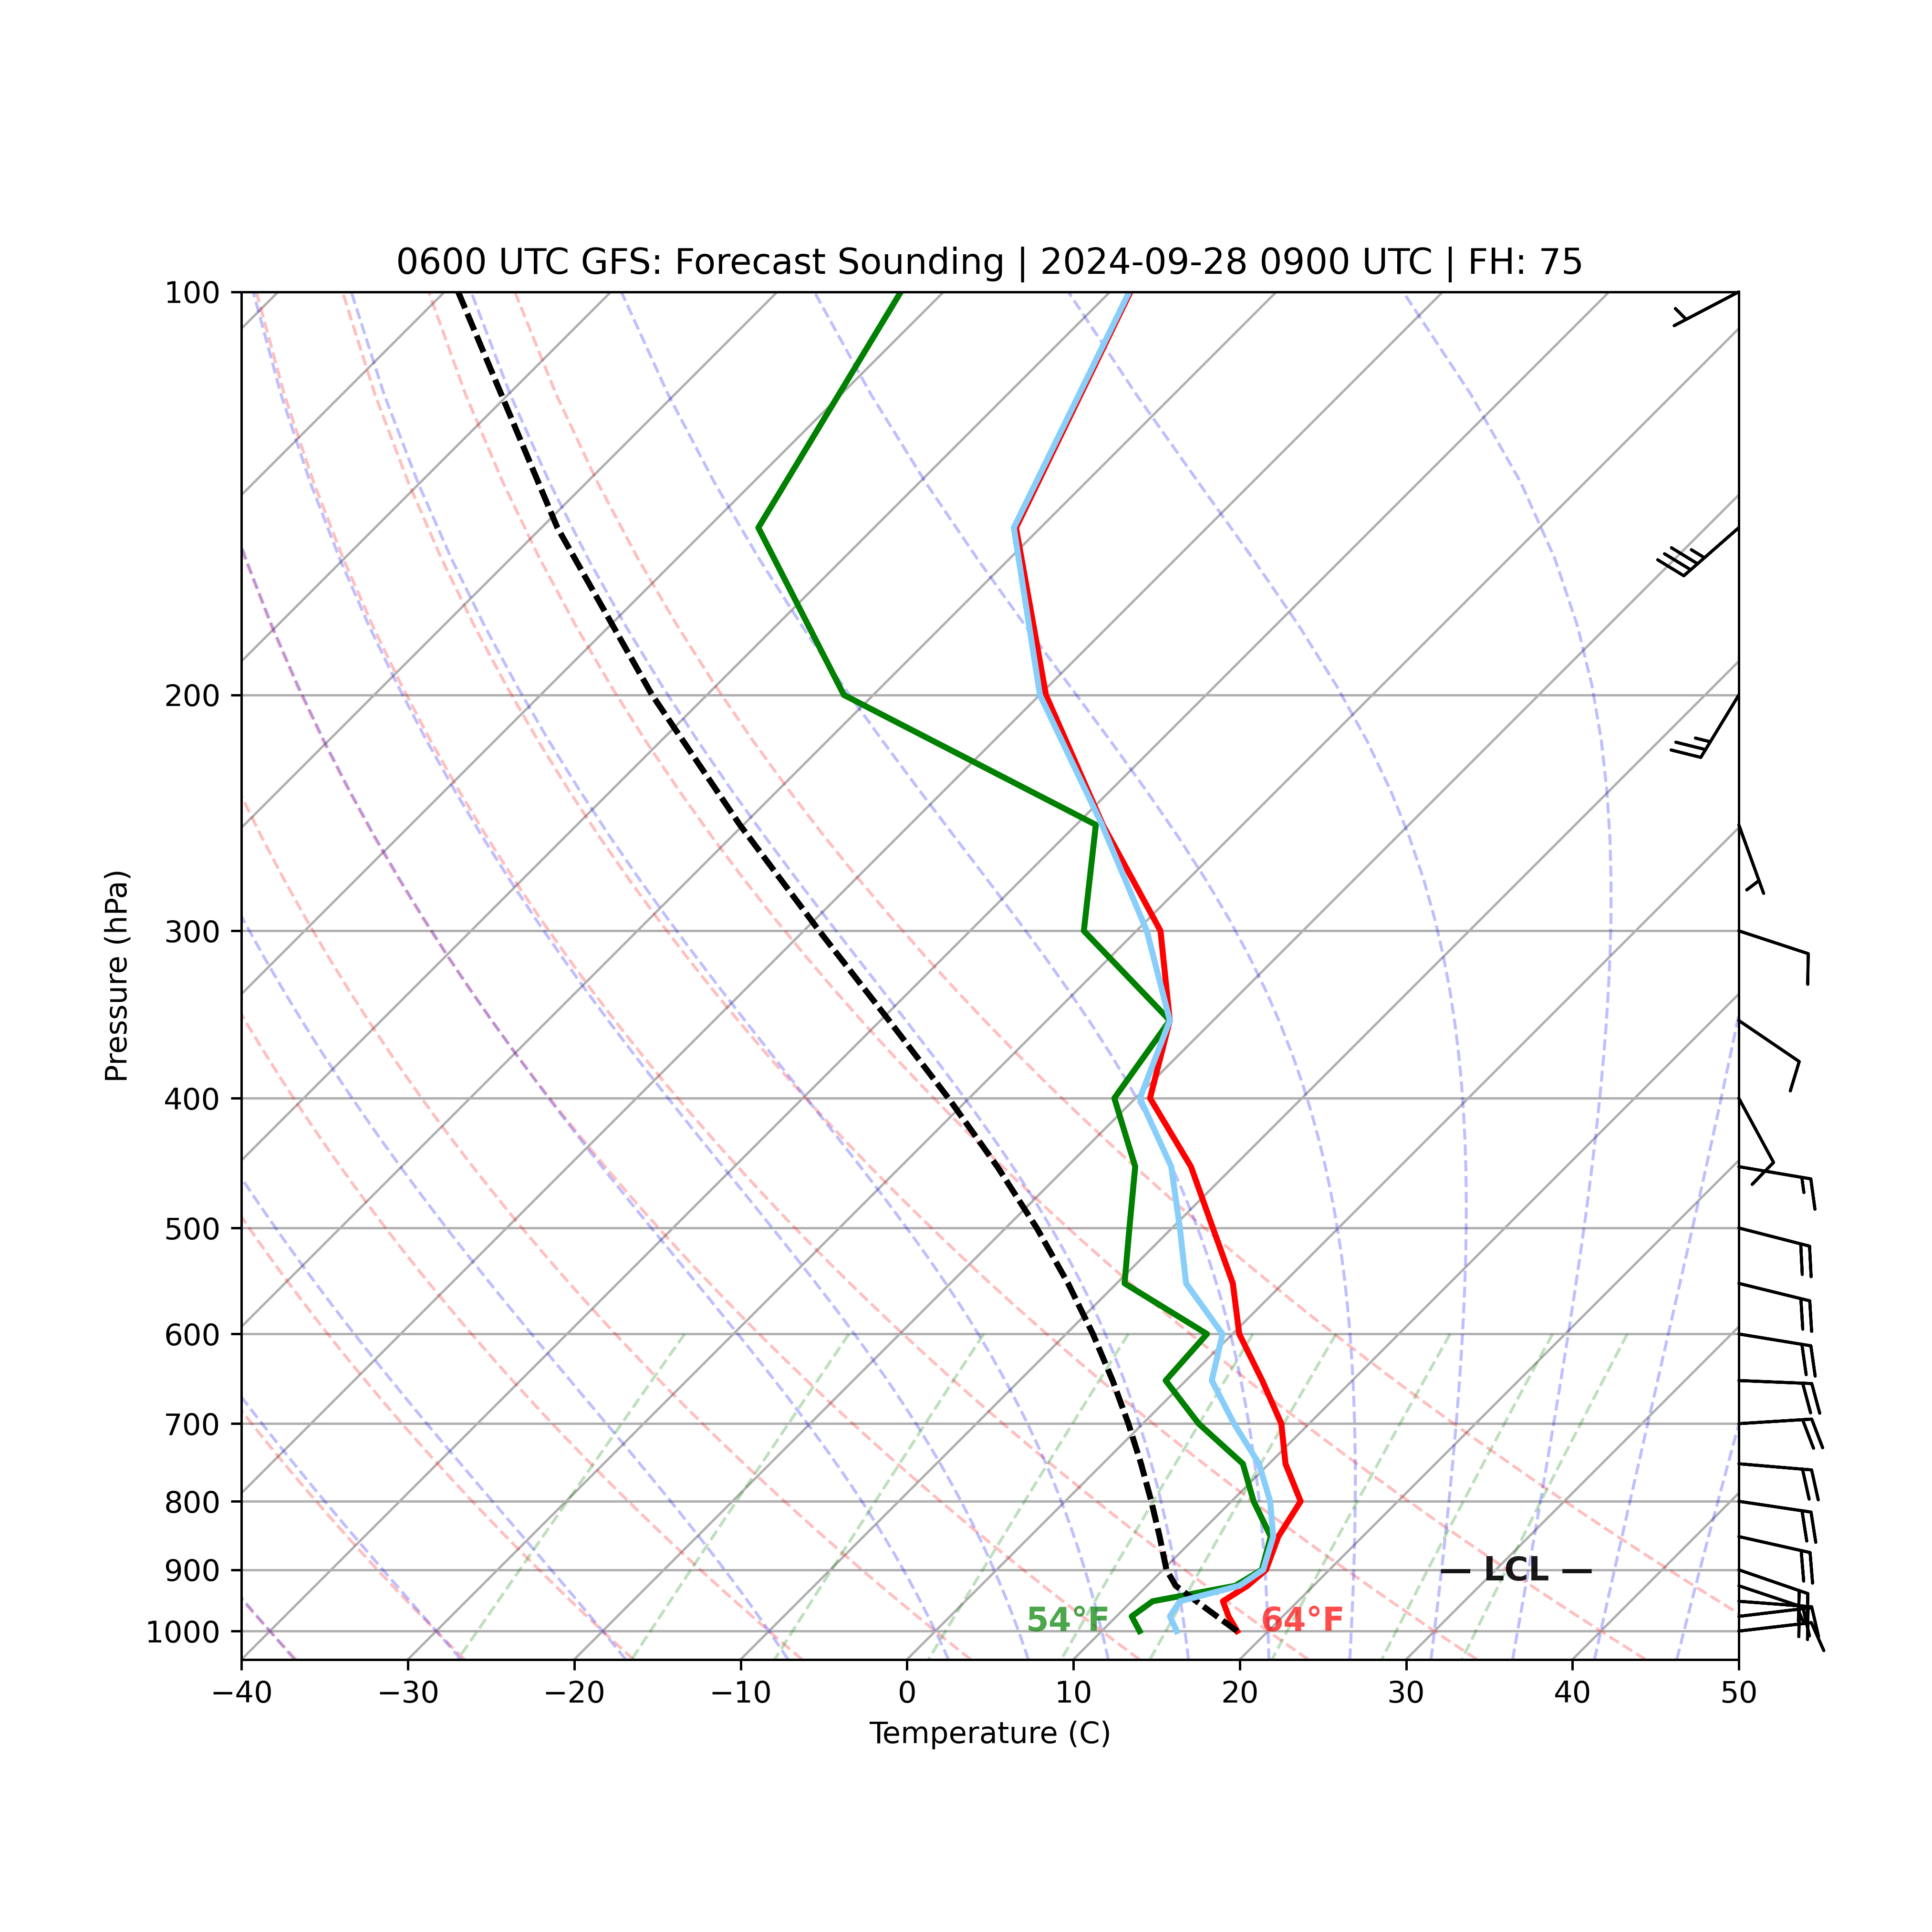 0600 UTC GFS: Forecast Sounding | 2024-09-28 0900 UTC | FH: 75
100
200
300
400
500
600
700
800
900
1000
Pressure (hPa)
— LCL —
54°F
64°F
−40 −30 −20 −10 0 10 20 30 40 50
Temperature (C)